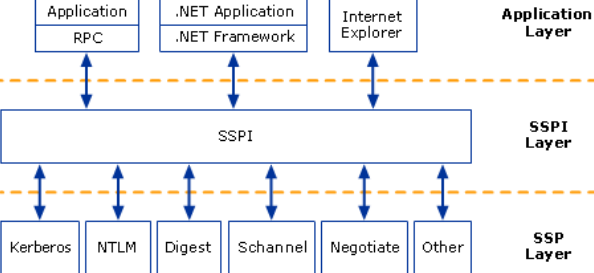 Application
RPC
.NET Application
.NET Framework
Internet
Explorer
Application
Layer
SSPI
SSPI
Layer
Kerberos
NTLM
Digest
Schannel
Negotiate
Other
SSP
Layer